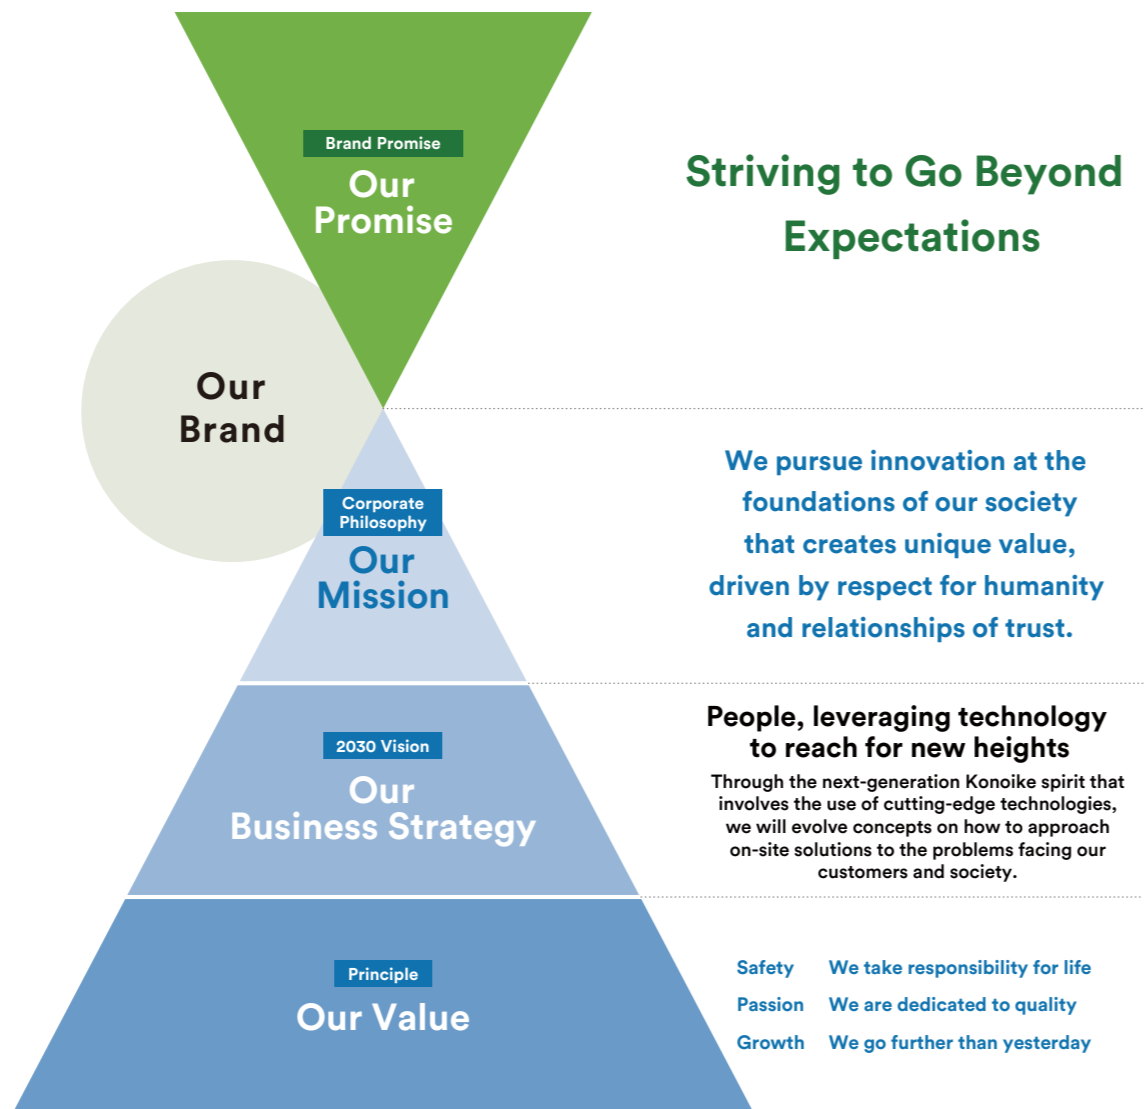 Brand Promise
Our
Promise
Striving to Go Beyond
Expectations
Our
Brand
Corporate
Philosophy
Our
Mission
We pursue innovation at the
foundations of our society
that creates unique value,
driven by respect for humanity
and relationships of trust.
2030 Vision
Our
Business Strategy
People, leveraging technology
to reach for new heights
Through the next-generation Konoike spirit that
involves the use of cutting-edge technologies,
we will evolve concepts on how to approach
on-site solutions to the problems facing our
customers and society.
Principle
Our Value
Safety We take responsibility for life
Passion We are dedicated to quality
Growth We go further than yesterday